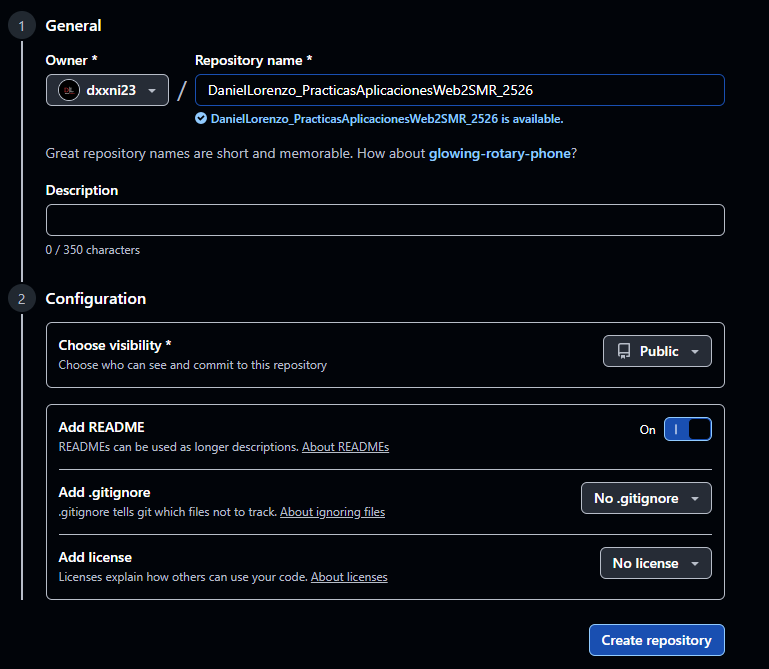 1 General
Owner * Repository name *
dxxni23 / DanielLorenzo_PracticasAplicacionesWeb2SMR_2526
DanielLorenzo_PracticasAplicacionesWeb2SMR_2526 is available.
Great repository names are short and memorable. How about glowing-rotary-phone?
Description
0 / 350 characters
2 Configuration
Choose visibility *
Choose who can see and commit to this repository
Public
Add README
READMEs can be used as longer descriptions. About READMEs
On
Add .gitignore
.gitignore tells git which files not to track. About ignoring files
No .gitignore
Add license
Licenses explain how others can use your code. About licenses
No license
Create repository